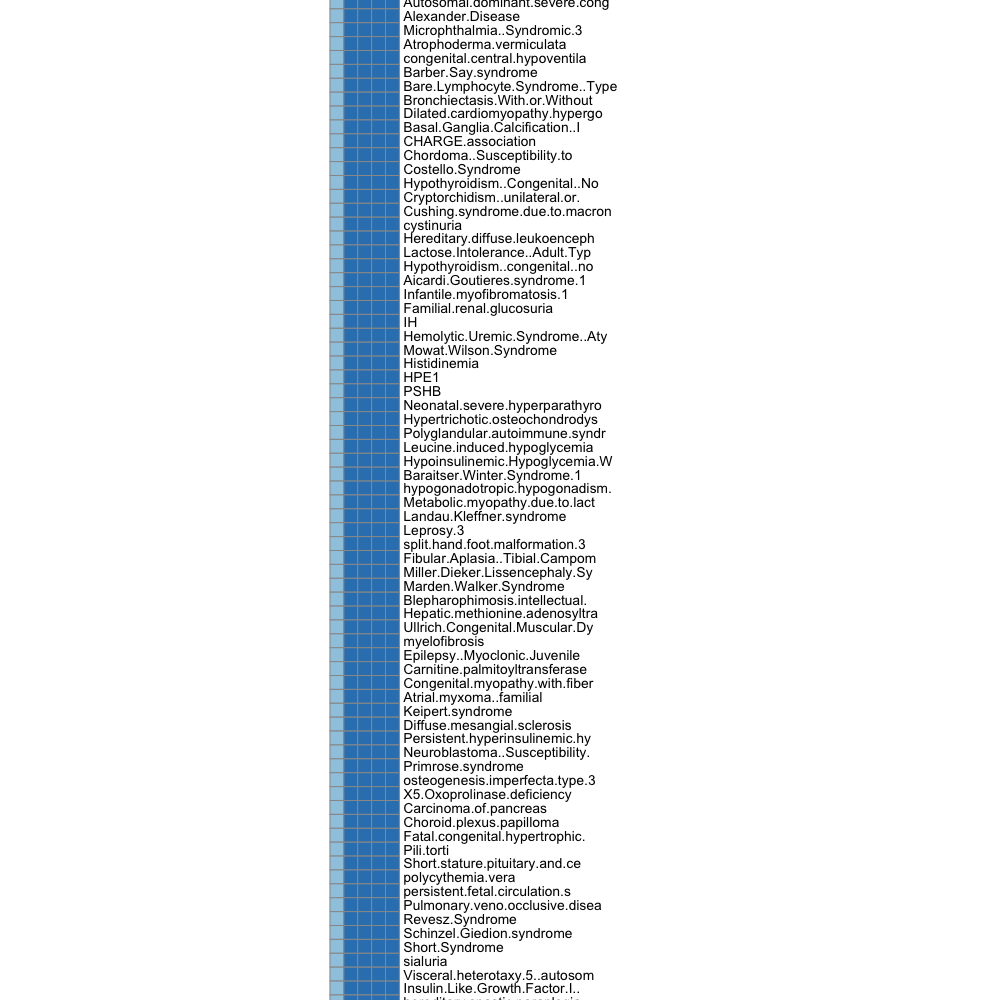 Autosomal.dominant.severe.cong
Alexander.Disease
Microphthalmia..Syndromic.3
Atrophoderma.vermiculata
congenital.central.hypoventila
Barber.Say.syndrome
Bare.Lymphocyte.Syndrome..Type
Bronchiectasis.With.or.Without
Dilated.cardiomyopathy.hypergo
Basal.Ganglia.Calcification..I
CHARGE.association
Chordoma..Susceptibility.to
Costello.Syndrome
Hypothyroidism..Congenital..No
Cryptorchidism..unilateral.or.
Cushing.syndrome.due.to.macron
cystinuria
Hereditary.diffuse.leukoenceph
Lactose.Intolerance..Adult.Typ
Hypothyroidism..congenital..no
Aicardi.Goutieres.syndrome.1
Infantile.myofibromatosis.1
Familial.renal.glucosuria
IH
Hemolytic.Uremic.Syndrome..Aty
Mowat.Wilson.Syndrome
Histidinemia
HPE1
PSHB
Neonatal.severe.hyperparathyro
Hypertrichotic.osteochondrodys
Polyglandular.autoimmune.syndr
Leucine.induced.hypoglycemia
Hypoinsulinemic.Hypoglycemia.W
Baraitser.Winter.Syndrome.1
hypogonadotropic.hypogonadism.
Metabolic.myopathy.due.to.lact
Landau.Kleffner.syndrome
Leprosy.3
split.hand.foot.malformation.3
Fibular.Aplasia..Tibial.Campom
Miller.Dieker.Lissencephaly.Sy
Marden.Walker.Syndrome
Blepharophimosis.intellectual.
Hepatic.methionine.adenosyltra
Ullrich.Congenital.Muscular.Dy
myelofibrosis
Epilepsy..Myoclonic.Juvenile
Carnitine.palmitoyltransferase
Congenital.myopathy.with.fiber
Atrial.myxoma..familial
Keipert.syndrome
Diffuse.mesangial.sclerosis
Persistent.hyperinsulinemic.hy
Neuroblastoma..Susceptibility.
Primrose.syndrome
osteogenesis.imperfecta.type.3
X5.Oxoprolinase.deficiency
Carcinoma.of.pancreas
Choroid.plexus.papilloma
Fatal.congenital.hypertrophic.
Pili.torti
Short.stature.pituitary.and.ce
polycythemia.vera
persistent.fetal.circulation.s
Pulmonary.veno.occlusive.disea
Revesz.Syndrome
Schinzel.Giedion.syndrome
Short.Syndrome
sialuria
Visceral.heterotaxy.5..autosom
Insulin.Like.Growth.Factor.I..